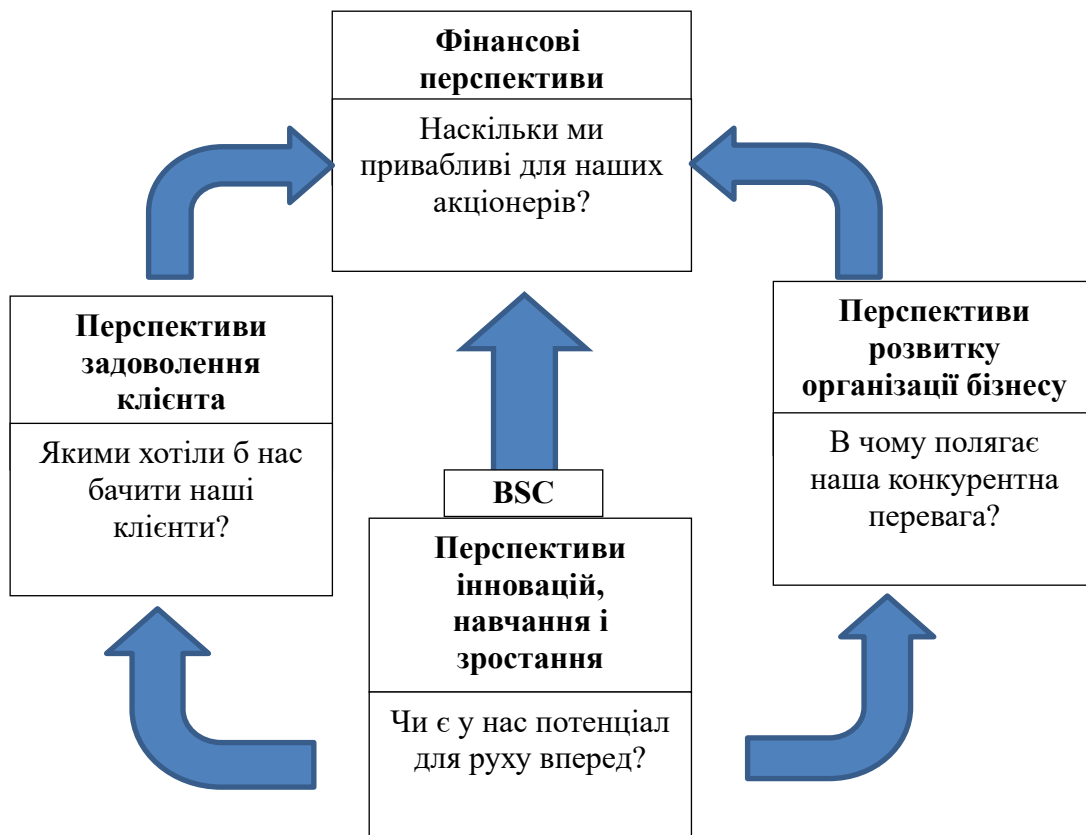 Фінансові
перспективи
Наскільки ми
привабливі для наших
акціонерів?
Перспективи
задоволення
клієнта
Якими хотіли б нас
бачити наші
клієнти?
Перспективи
розвитку
організації бізнесу
В чому полягає
наша конкурентна
перевага?
BSC
Перспективи
інновацій,
навчання і
зростання
Чи є у нас потенціал
для руху вперед?